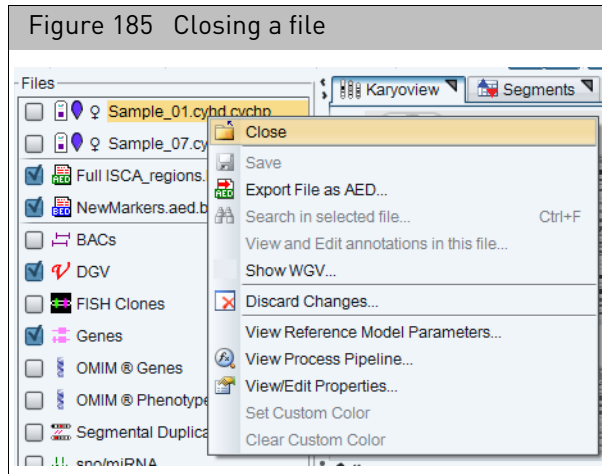 Figure 185 Closing a file
Files
Karyoview
Segments
Sample_01.cyhd.cychp
Sample_07.cy
Full ISCA_regions.
NewMarkers.aed.b
BACs
DGV
FISH Clones
Genes
OMIM ® Genes
OMIM ® Phenotype
Segmental Duplica
sno/miRNA
Close
Save
Export File as AED...
Search in selected file... Ctrl+F
View and Edit annotations in this file...
Show WGV...
Discard Changes...
View Reference Model Parameters...
View Process Pipeline...
View/Edit Properties...
Set Custom Color
Clear Custom Color